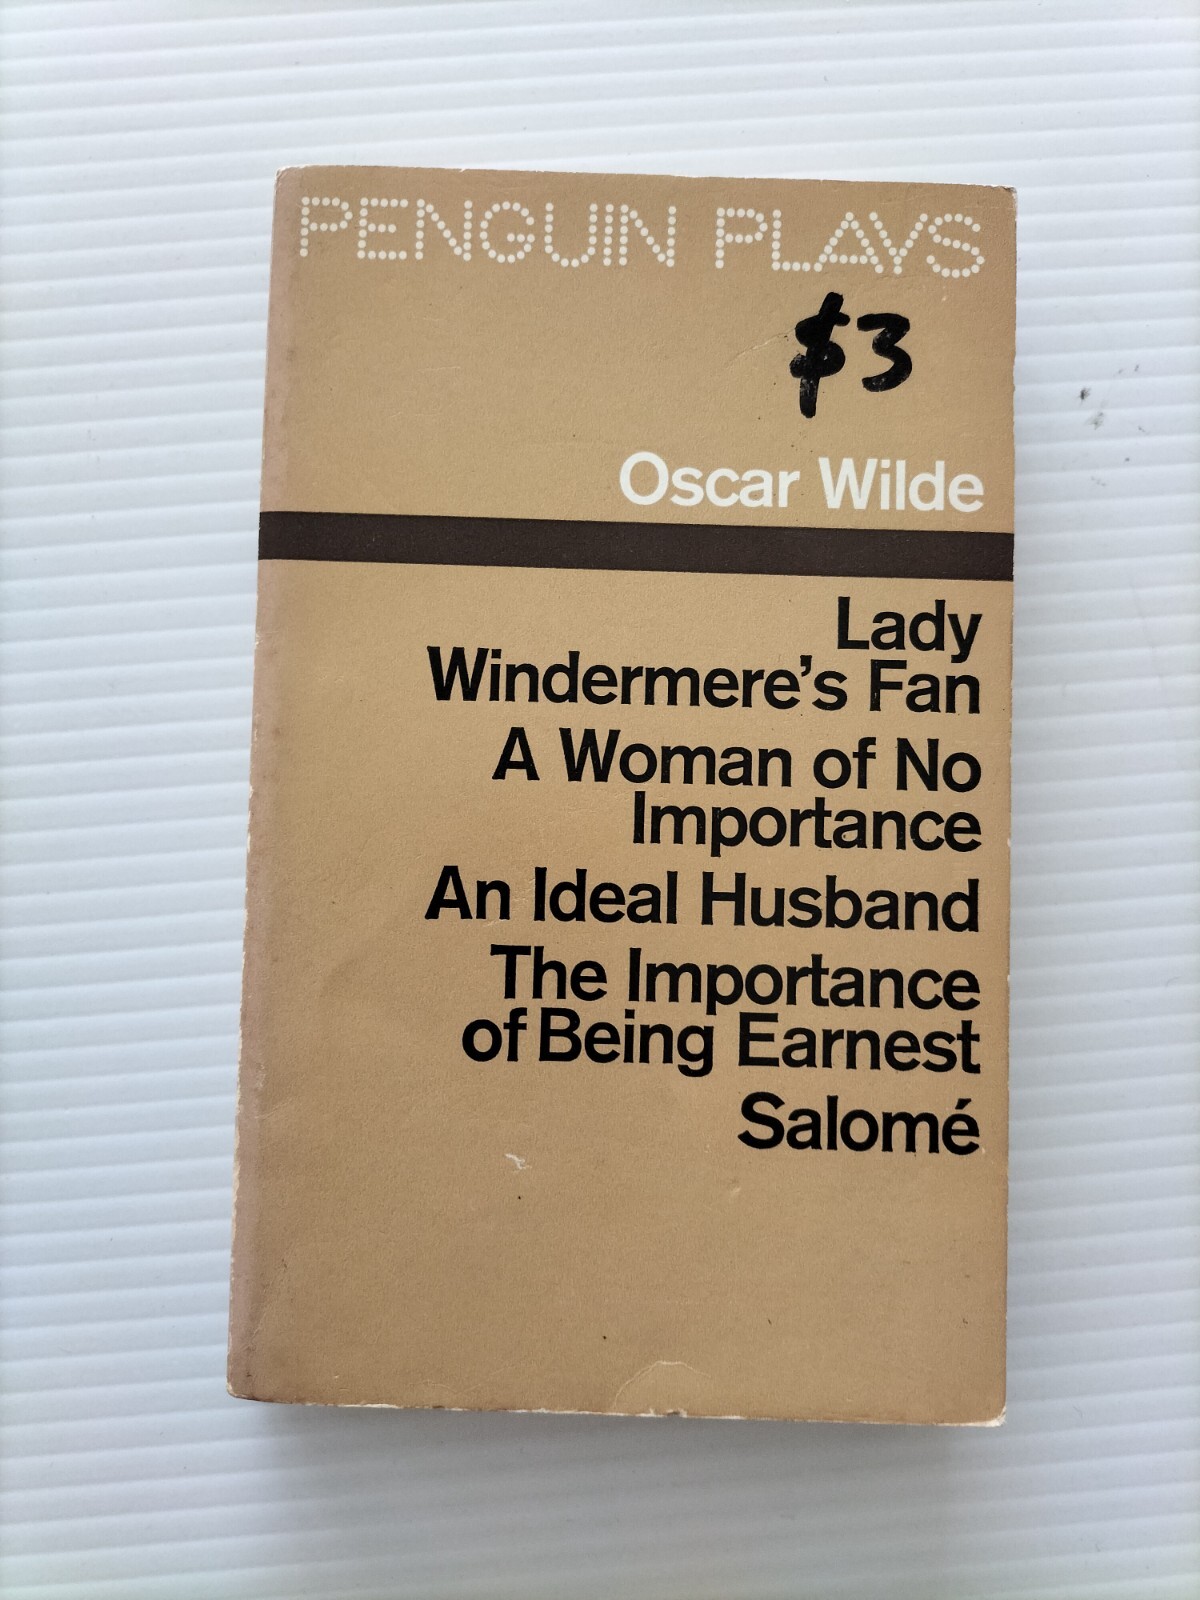 PENGUIN PLAYS
$3
Oscar Wilde
Lady
Windermere's Fan
A Woman of No
Importance
An Ideal Husband
The Importance
of Being Earnest
Salomé